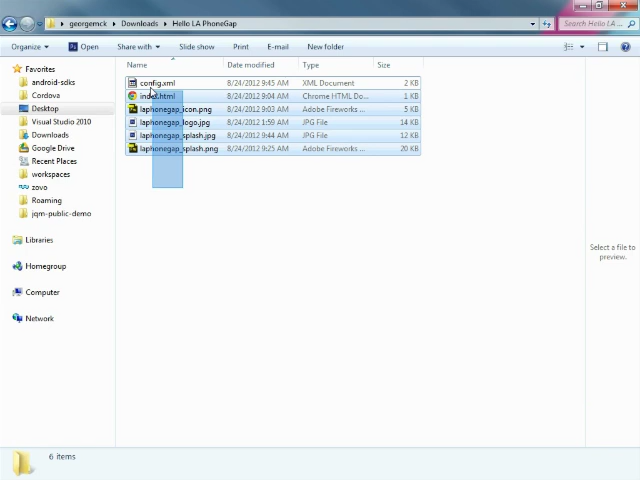 georgemck ▸ Downloads ▸ Hello LA PhoneGap
Search Hello LA ...
Organize Open Share with Slide show Print E-mail New folder
Name Date modified Type Size
Favorites
android-sdks
Cordova
Desktop
Visual Studio 2010
Downloads
Google Drive
Recent Places
workspaces
zovo
Roaming
jqm-public-demo
Libraries
Homegroup
Computer
Network
config.xml 8/24/2012 9:45 AM XML Document 2 KB
index.html 8/24/2012 9:04 AM Chrome HTML Do... 1 KB
laphonegap_icon.png 8/24/2012 9:03 AM Adobe Fireworks ... 5 KB
laphonegap_logo.jpg 8/24/2012 1:59 AM JPG File 14 KB
laphonegap_splash.jpg 8/24/2012 9:44 AM JPG File 12 KB
laphonegap_splash.png 8/24/2012 9:25 AM Adobe Fireworks ... 20 KB
Select a file to
preview.
6 items